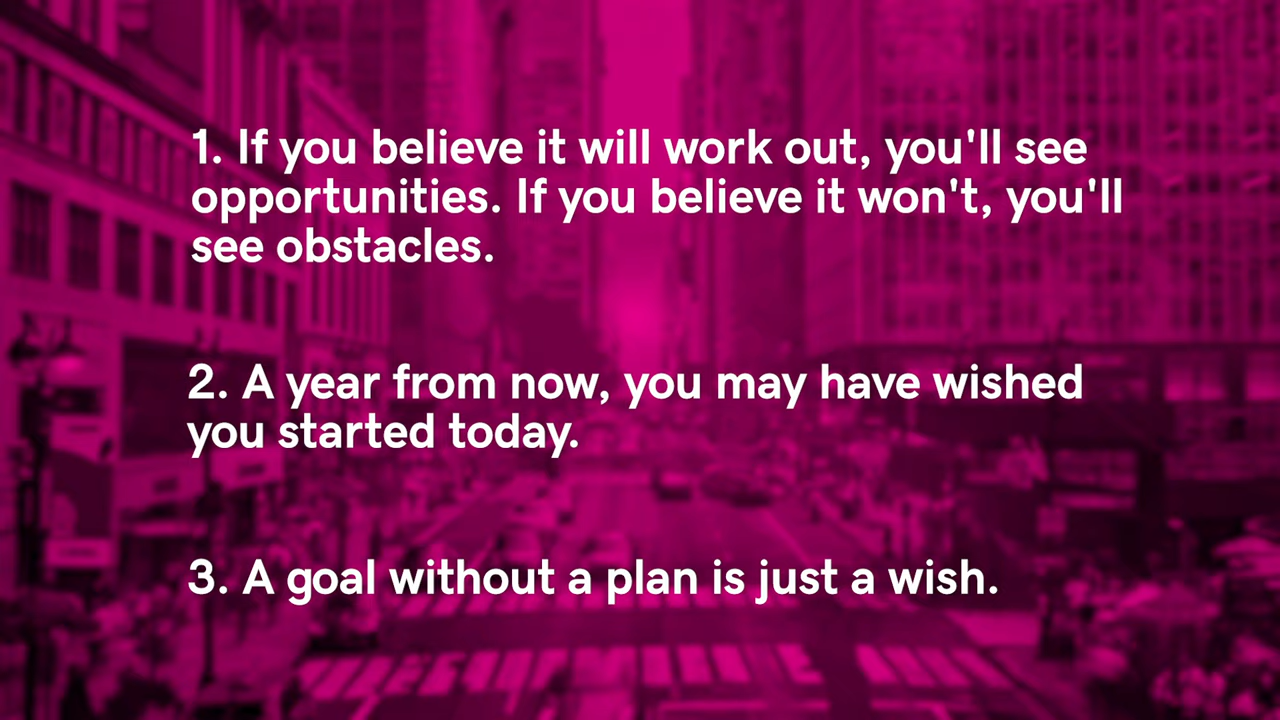 1. If you believe it will work out, you'll see
opportunities. If you believe it won't, you'll
see obstacles.
2. A year from now, you may have wished
you started today.
3. A goal without a plan is just a wish.